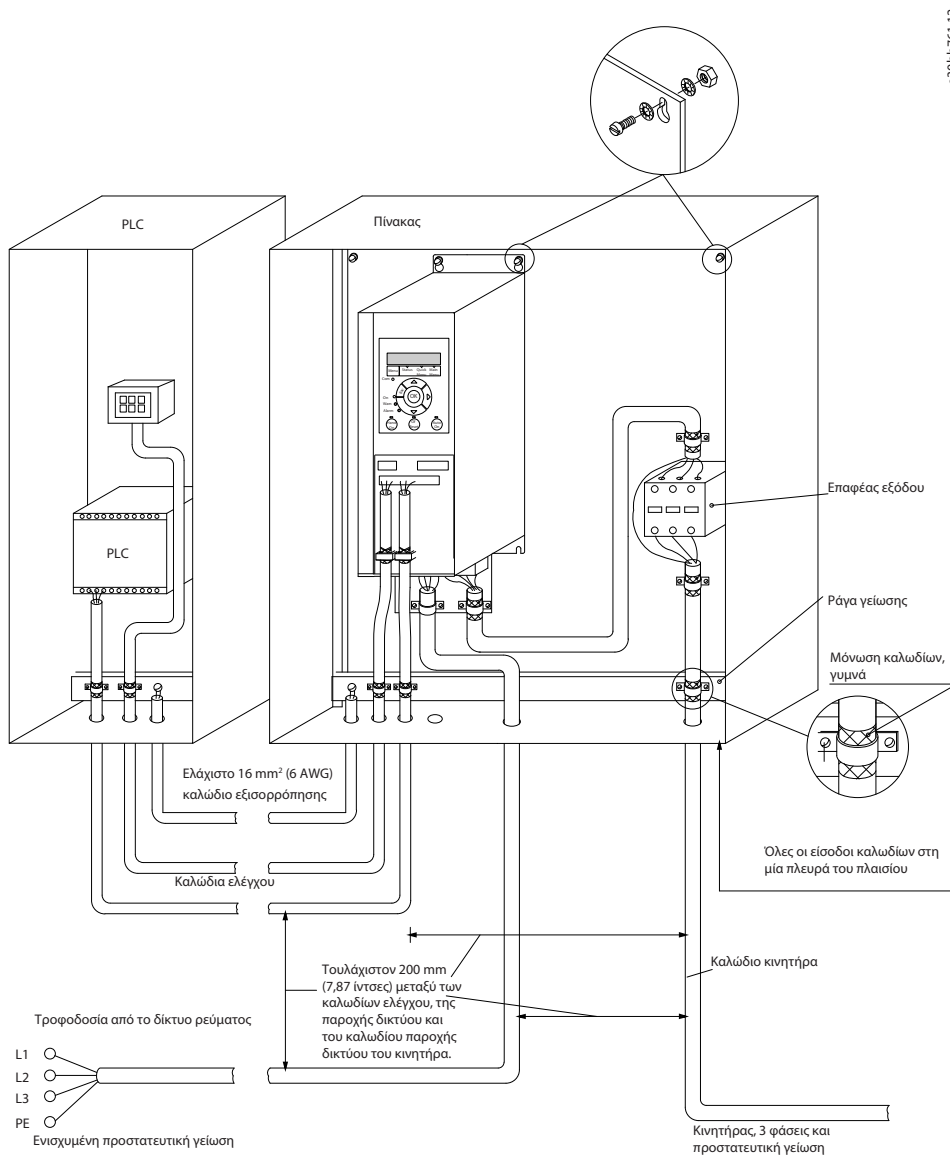 PLC
Πίνακας
PLC
OK
Επαφέας εξόδου
Ράγα γείωσης
Μόνωση καλωδίων,
γυμνά
Ελάχιστο 16 mm² (6 AWG)
καλώδιο εξισορρόπησης
Όλες οι είσοδοι καλωδίων στη
μία πλευρά του πλαισίου
Καλώδια ελέγχου
Τουλάχιστον 200 mm
(7,87 ίντσες) μεταξύ των
καλωδίων ελέγχου, της
παροχής δικτύου και
του καλωδίου παροχής
δικτύου του κινητήρα.
Καλώδιο κινητήρα
Τροφοδοσία από το δίκτυο ρεύματος
L1
L2
L3
PE
Ενισχυμένη προστατευτική γείωση
Κινητήρας, 3 φάσεις και
προστατευτική γείωση